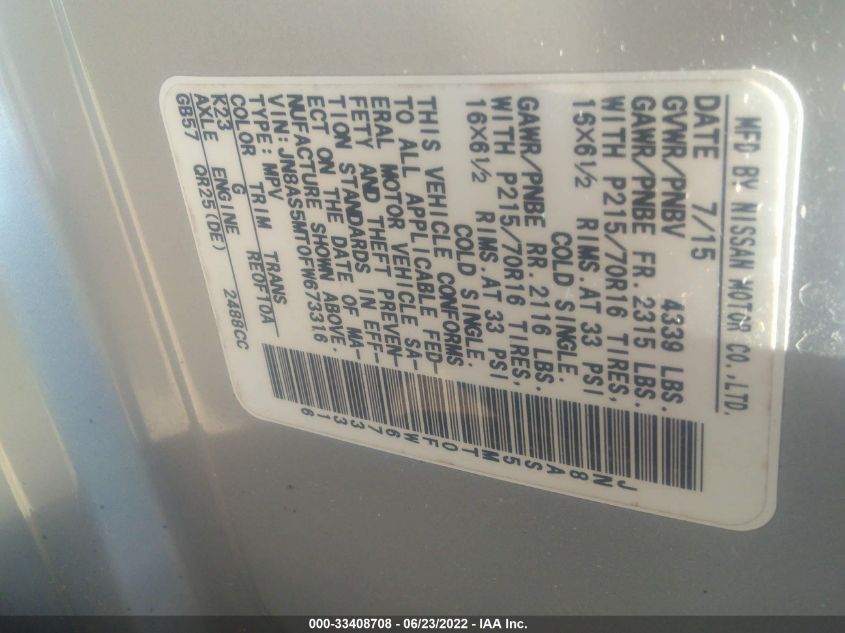 MFD BY NISSAN MOTOR CO.,LTD.
DATE 7/15
GVWR/PNBV 4339 LBS.
GAWR/PNBE FR. 2315 LBS.
WITH P215/70R16 TIRES,
16X6½ RIMS.AT 33 PSI
COLD SINGLE.
GAWR/PNBE RR. 2116 LBS.
WITH P215/70R16 TIRES,
16X6½ RIMS.AT 33 PSI
COLD SINGLE.
THIS VEHICLE CONFORMS
TO ALL APPLICABLE FED-
ERAL MOTOR VEHICLE SA-
FETY AND THEFT PREVEN-
TION STANDARDS IN EFF-
ECT ON THE DATE OF MA-
NUFACTURE SHOWN ABOVE.
VIN:JN8AS5MT0FW673316
TYPE:MPV
COLOR TRIM TRANS
K23 G RE0F10A
AXLE ENGINE
GB57 QR25(DE) 2488CC
JN8AS5MT0FW673316
000-33408708 - 06/23/2022 - IAA Inc.